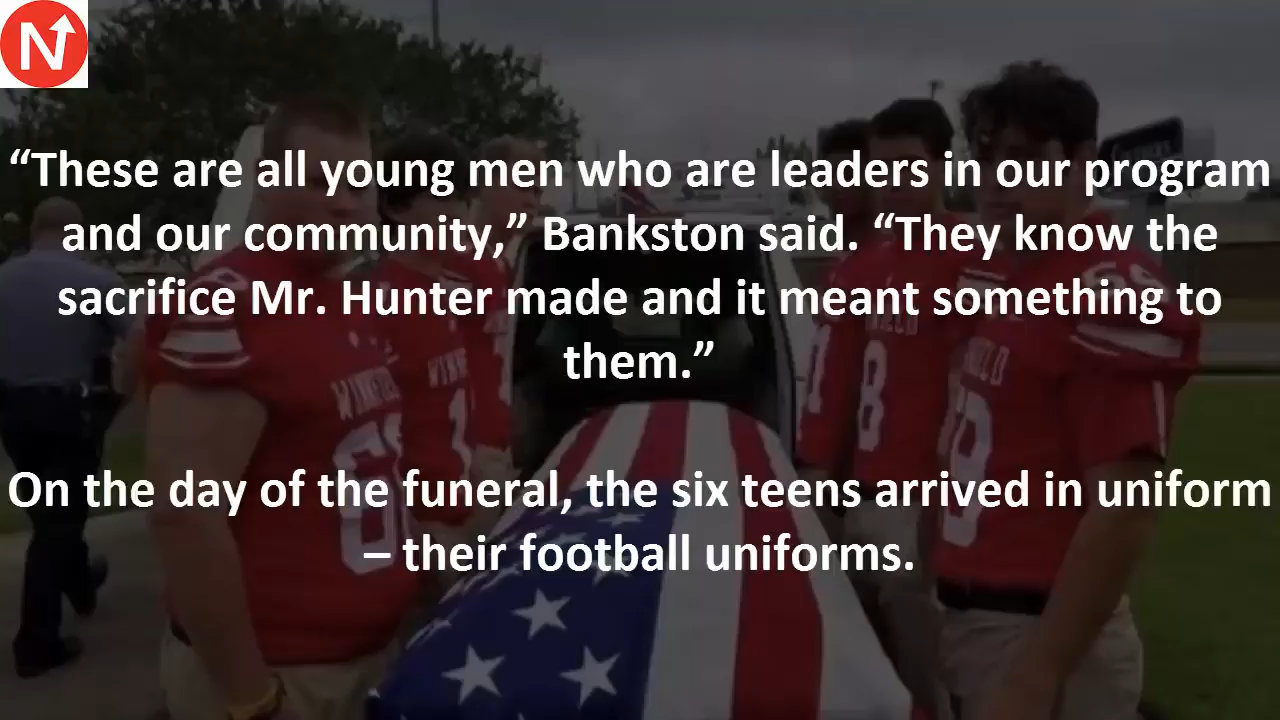 N
“These are all young men who are leaders in our program
and our community,” Bankston said. “They know the
sacrifice Mr. Hunter made and it meant something to
them.”
On the day of the funeral, the six teens arrived in uniform
– their football uniforms.